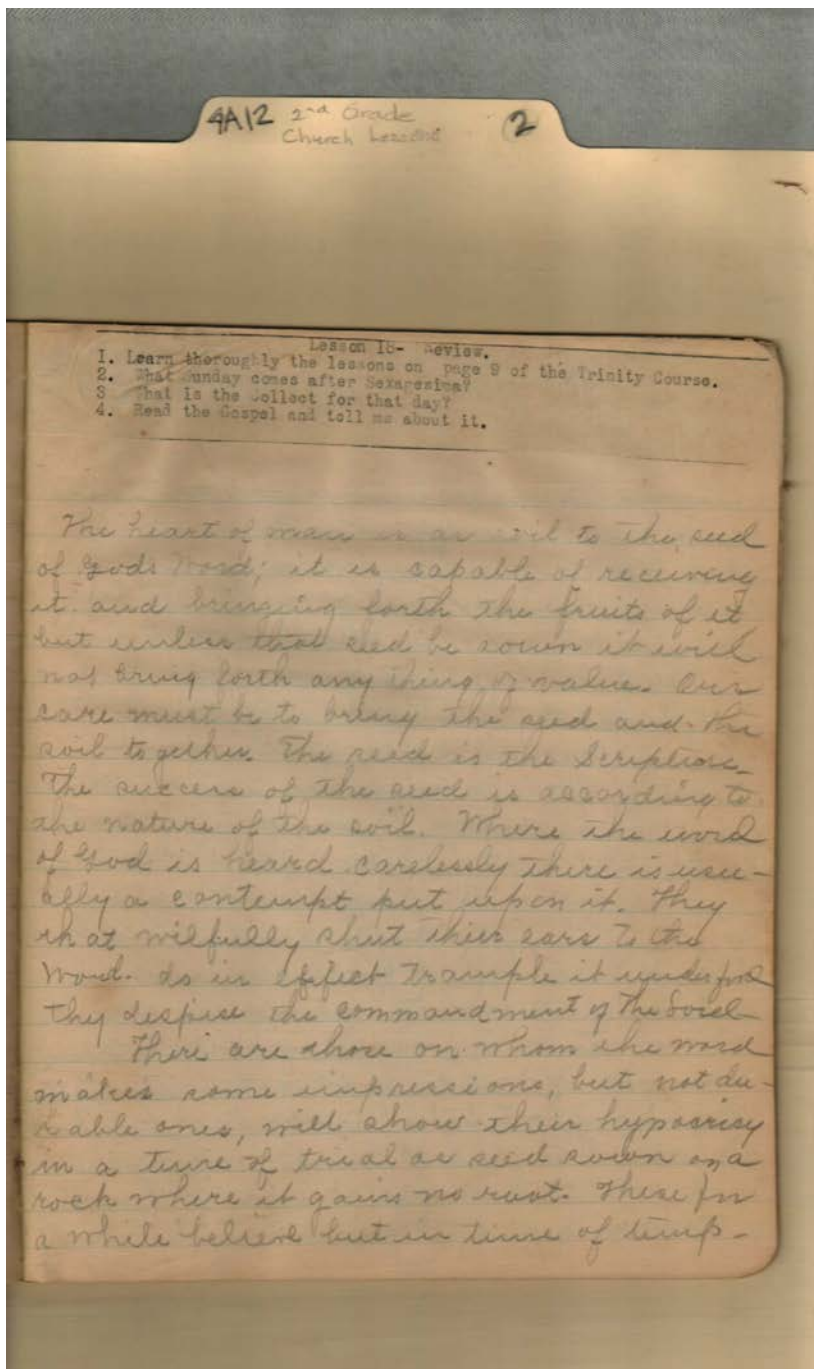 4A12 2nd Grade
Church Lessons
2
Lesson 18- Review.
1. Learn thoroughly the lessons on page 9 of the Trinity Course.
2. What Sunday comes after Sexagesima?
3 What is the Collect for that day?
4. Read the Gospel and tell me about it.
The heart of man is as soil to the seed
of Gods Word; it is capable of receiving
it and bringing forth the fruits of it
but unless that seed be sown it will
not bring forth any thing of value. Our
care must be to bring the seed and the
soil together. The seed is the Scripture.
The success of the seed is according to
the nature of the soil. Where the word
of God is heard carelessly there is usu-
ally a contempt put upon it. They
that wilfully shut thier ears to the
Word. do in effect trample it underfoot
thy despise the commandment of the Lord
There are those on whom the word
makes some impressions, but not du-
rable ones, will show their hypocrisy
in a time of trial as seed sown on a
rock where it gains no root. These for
a while believe but in time of temp-